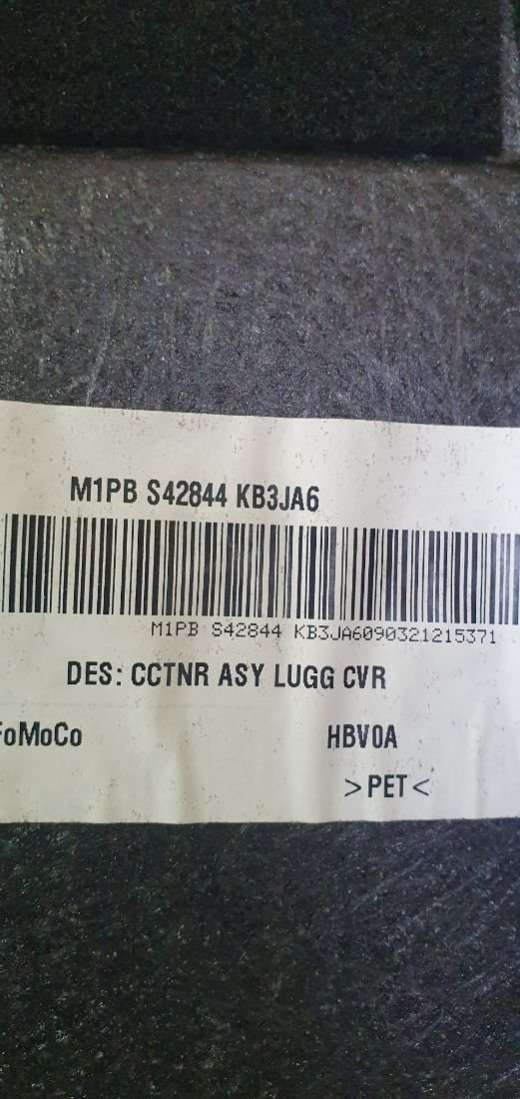 M1PB S42844 KB3JA6
M1PB S42844 KB3JA6090321215371
DES: CCTNR ASY LUGG CVR
FoMoCo HBV0A
>PET<